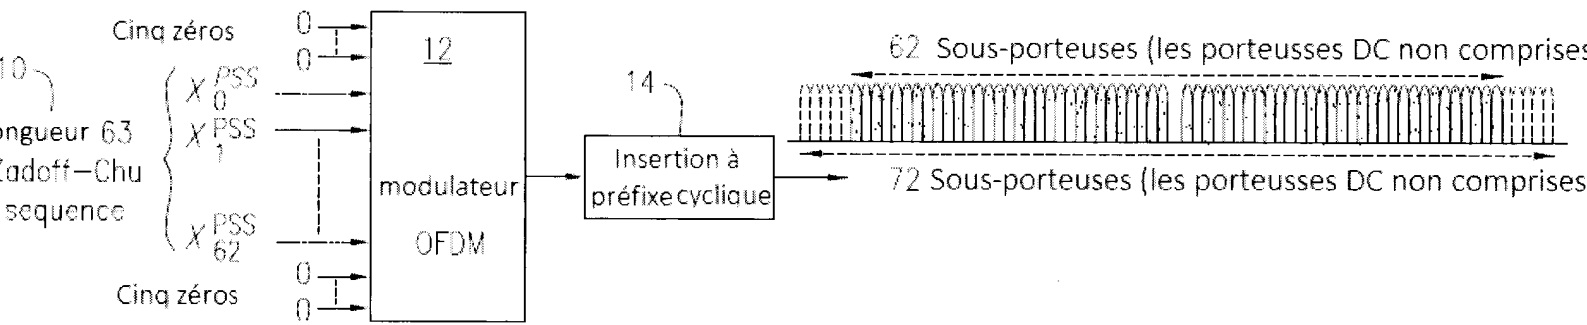 Cinq zéros
0
0
10
X PSS 0
X PSS 1
X PSS 62
ongueur 63
Zadoff-Chu
sequence
0
0
Cinq zéros
12
modulateur
OFDM
14
Insertion à
préfixe cyclique
62 Sous-porteuses (les porteusses DC non comprises
72 Sous-porteuses (les porteusses DC non comprises